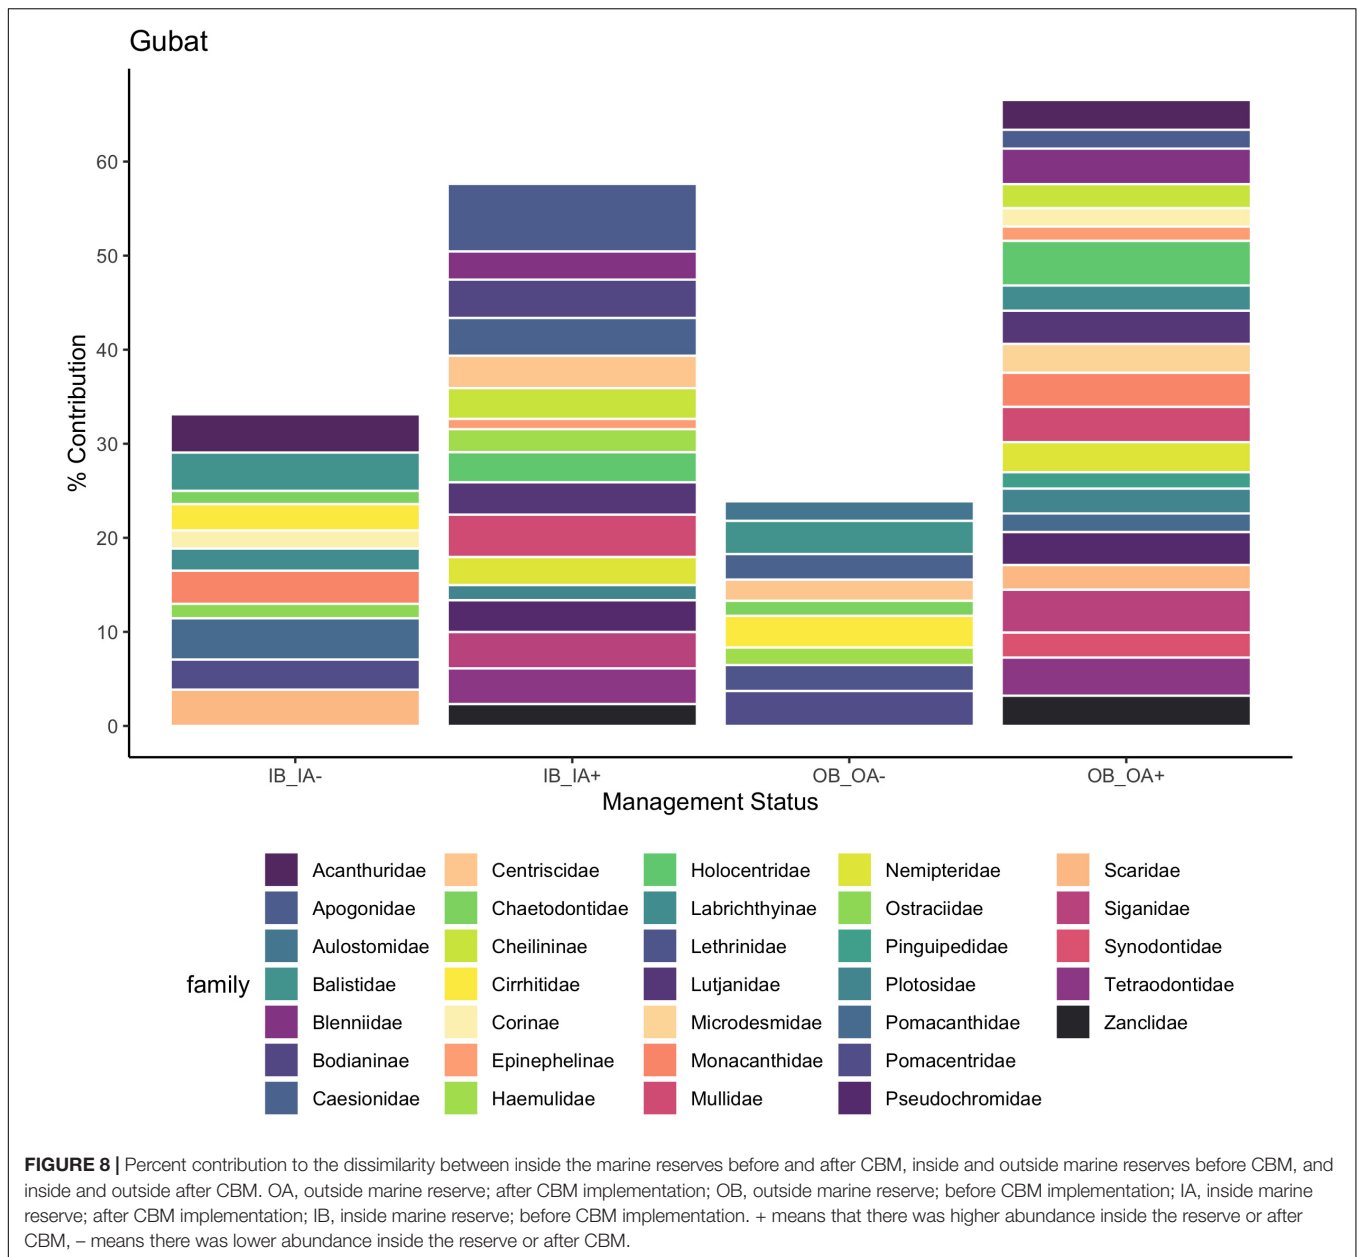 Gubat
% Contribution
60
50
40
30
20
10
0
IB_IA-
IB_IA+
OB_OA-
OB_OA+
Management Status
family
Acanthuridae
Apogonidae
Aulostomidae
Balistidae
Blenniidae
Bodianinae
Caesionidae
Centriscidae
Chaetodontidae
Cheilininae
Cirrhitidae
Corinae
Epinephelinae
Haemulidae
Holocentridae
Labrichthyinae
Lethrinidae
Lutjanidae
Microdesmidae
Monacanthidae
Mullidae
Nemipteridae
Ostraciidae
Pinguipedidae
Plotosidae
Pomacanthidae
Pomacentridae
Pseudochromidae
Scaridae
Siganidae
Synodontidae
Tetraodontidae
Zanclidae
FIGURE 8 | Percent contribution to the dissimilarity between inside the marine reserves before and after CBM, inside and outside marine reserves before CBM, and
inside and outside after CBM. OA, outside marine reserve; after CBM implementation; OB, outside marine reserve; before CBM implementation; IA, inside marine
reserve; after CBM implementation; IB, inside marine reserve; before CBM implementation. + means that there was higher abundance inside the reserve or after
CBM, – means there was lower abundance inside the reserve or after CBM.